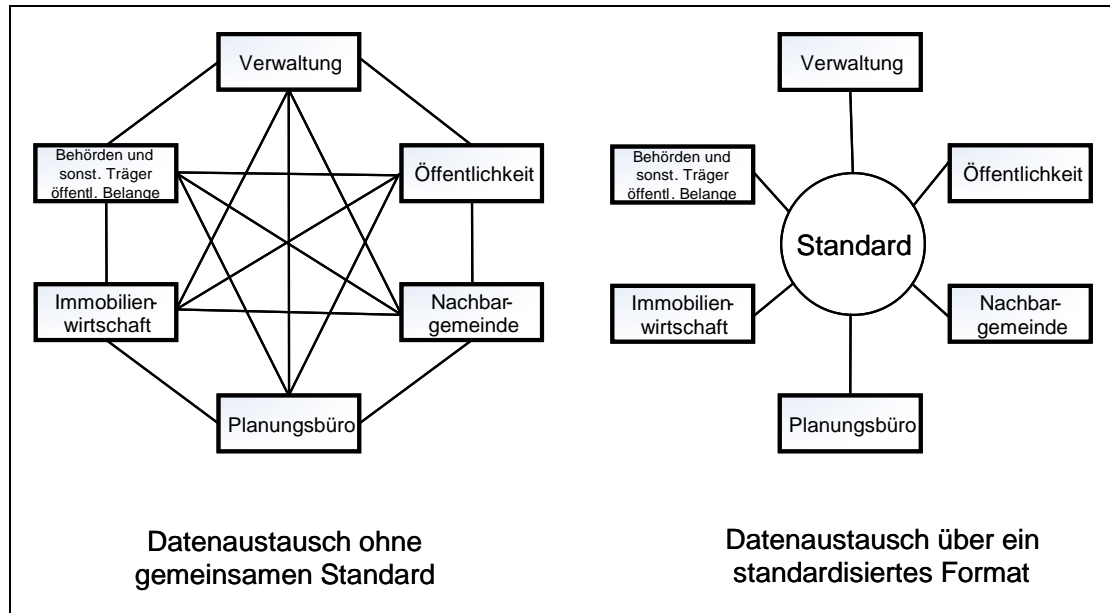 Verwaltung
Behörden und
sonst. Träger
öffentl. Belange
Öffentlichkeit
Immobilien-
wirtschaft
Nachbar-
gemeinde
Planungsbüro
Datenaustausch ohne
gemeinsamen Standard
Verwaltung
Behörden und
sonst. Träger
öffentl. Belange
Öffentlichkeit
Standard
Immobilien-
wirtschaft
Nachbar-
gemeinde
Planungsbüro
Datenaustausch über ein
standardisiertes Format